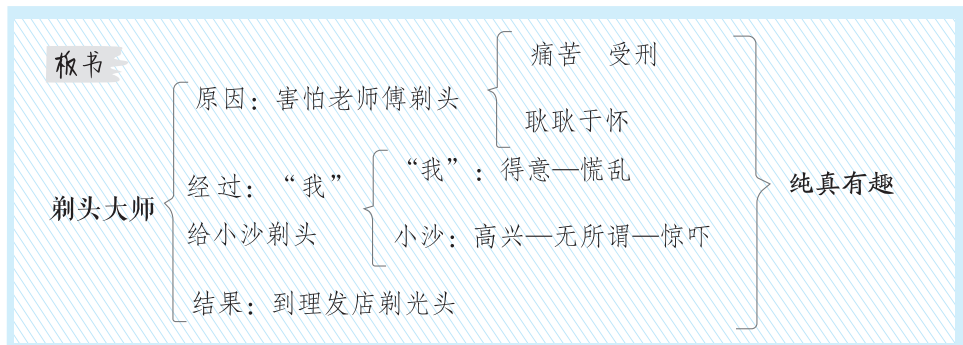 板书
剃头大师
原因：害怕老师傅剃头
痛苦 受刑
耿耿于怀
经过：“我”
给小沙剃头
“我”：得意—慌乱
小沙：高兴—无所谓—惊吓
结果：到理发店剃光头
纯真有趣